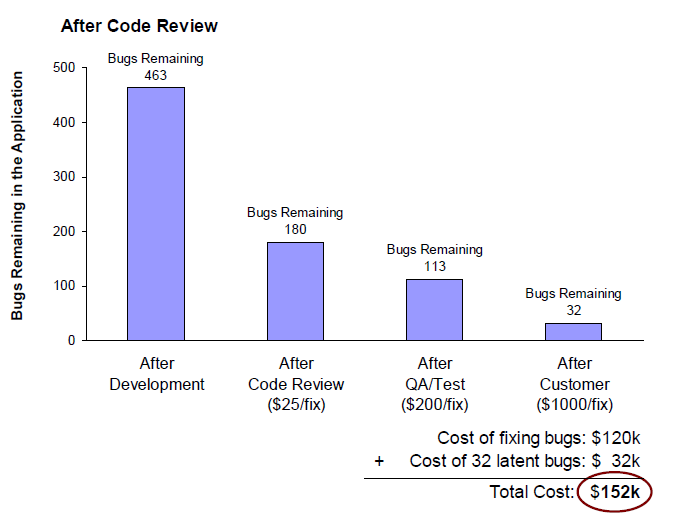 After Code Review
Bugs Remaining in the Application
500
400
300
200
100
0
Bugs Remaining
463
Bugs Remaining
180
Bugs Remaining
113
Bugs Remaining
32
After
Development
After
Code Review
($25/fix)
After
QA/Test
($200/fix)
After
Customer
($1000/fix)
Cost of fixing bugs: $120k
+ Cost of 32 latent bugs: $ 32k
Total Cost: $152k